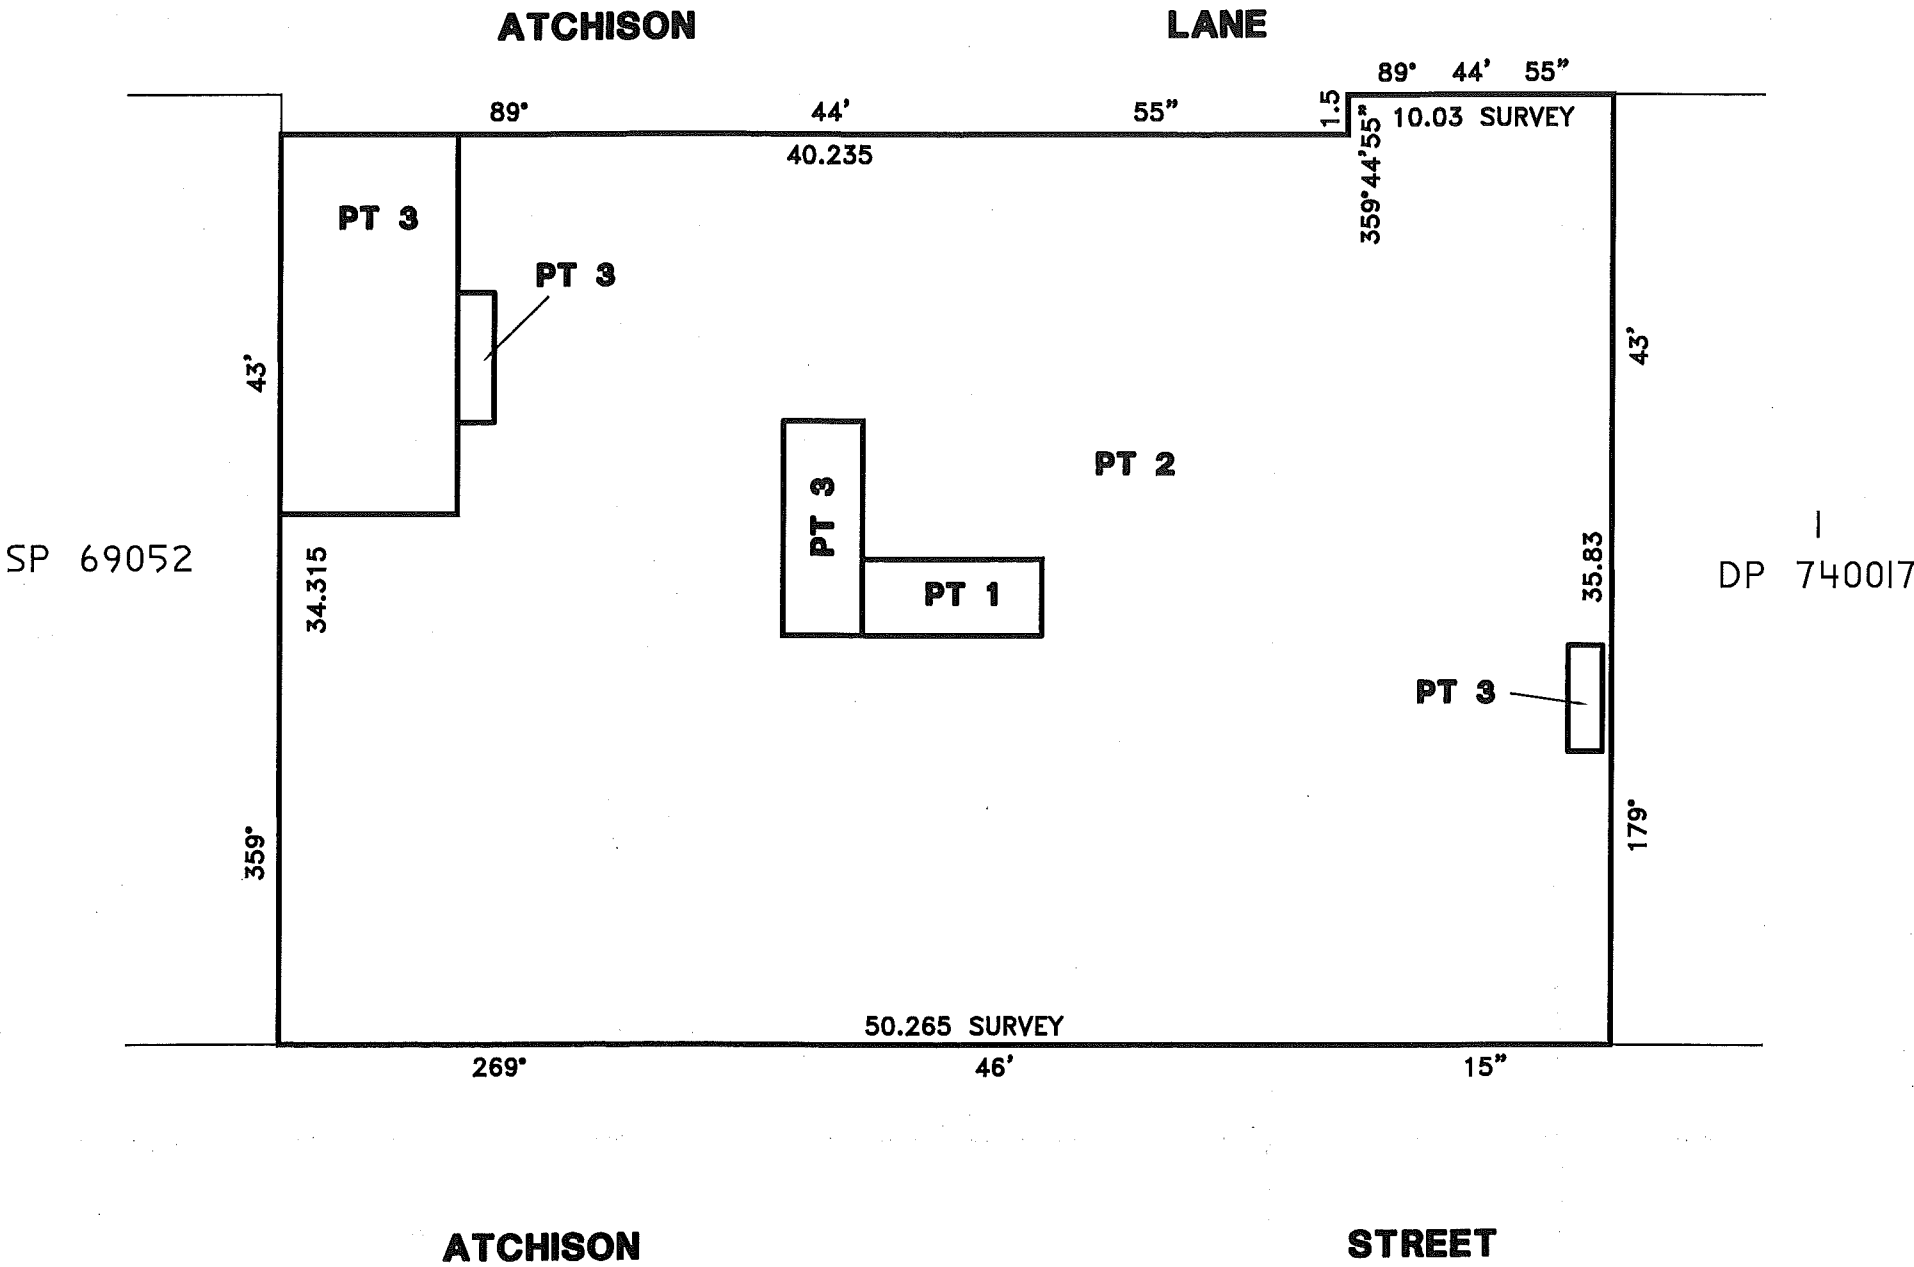 ATCHISON LANE
89° 44' 55"
89° 44' 55"
1.5
10.03 SURVEY
359°44'55"
40.235
PT 3
PT 3
43'
43'
PT 2
PT 3
PT 1
SP 69052
34.315
35.83
1
DP 740017
PT 3
359°
179°
50.265 SURVEY
269° 46' 15"
ATCHISON STREET